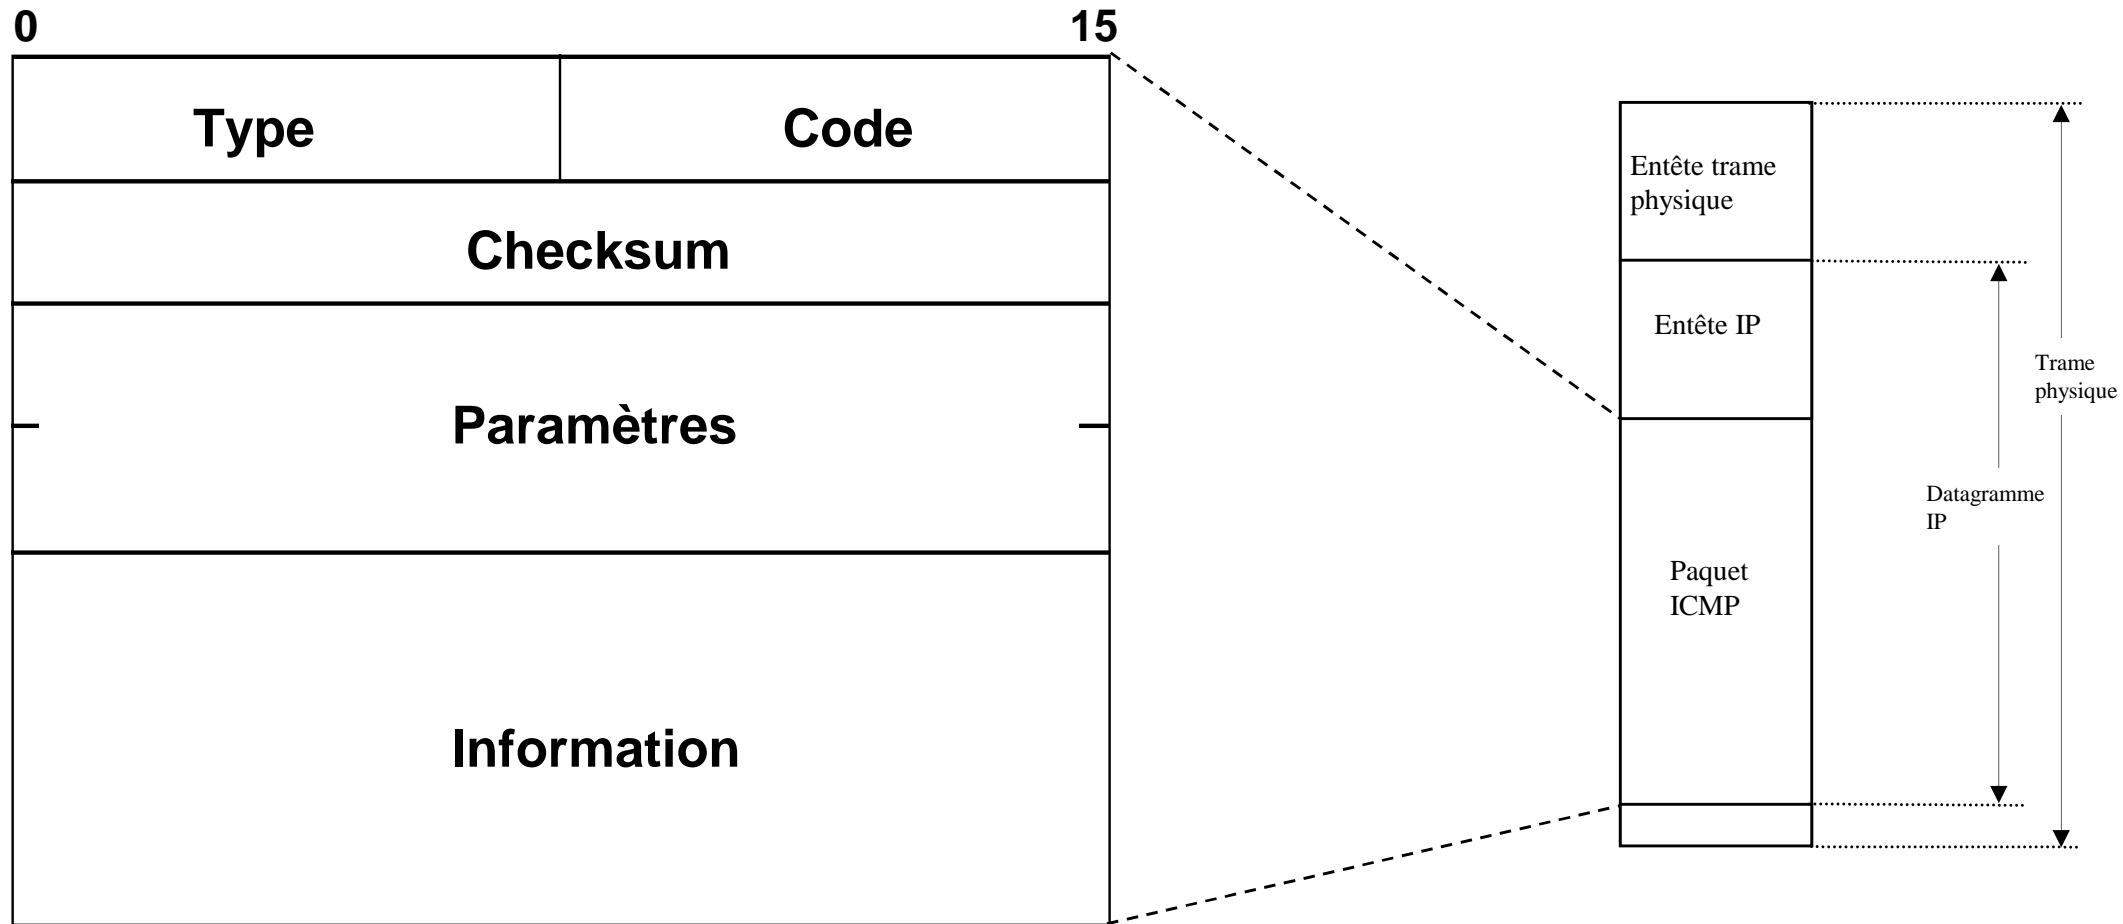 0
15
Type
Code
Checksum
Paramètres
Information
Entête trame
physique
Entête IP
Paquet
ICMP
Datagramme
IP
Trame
physique